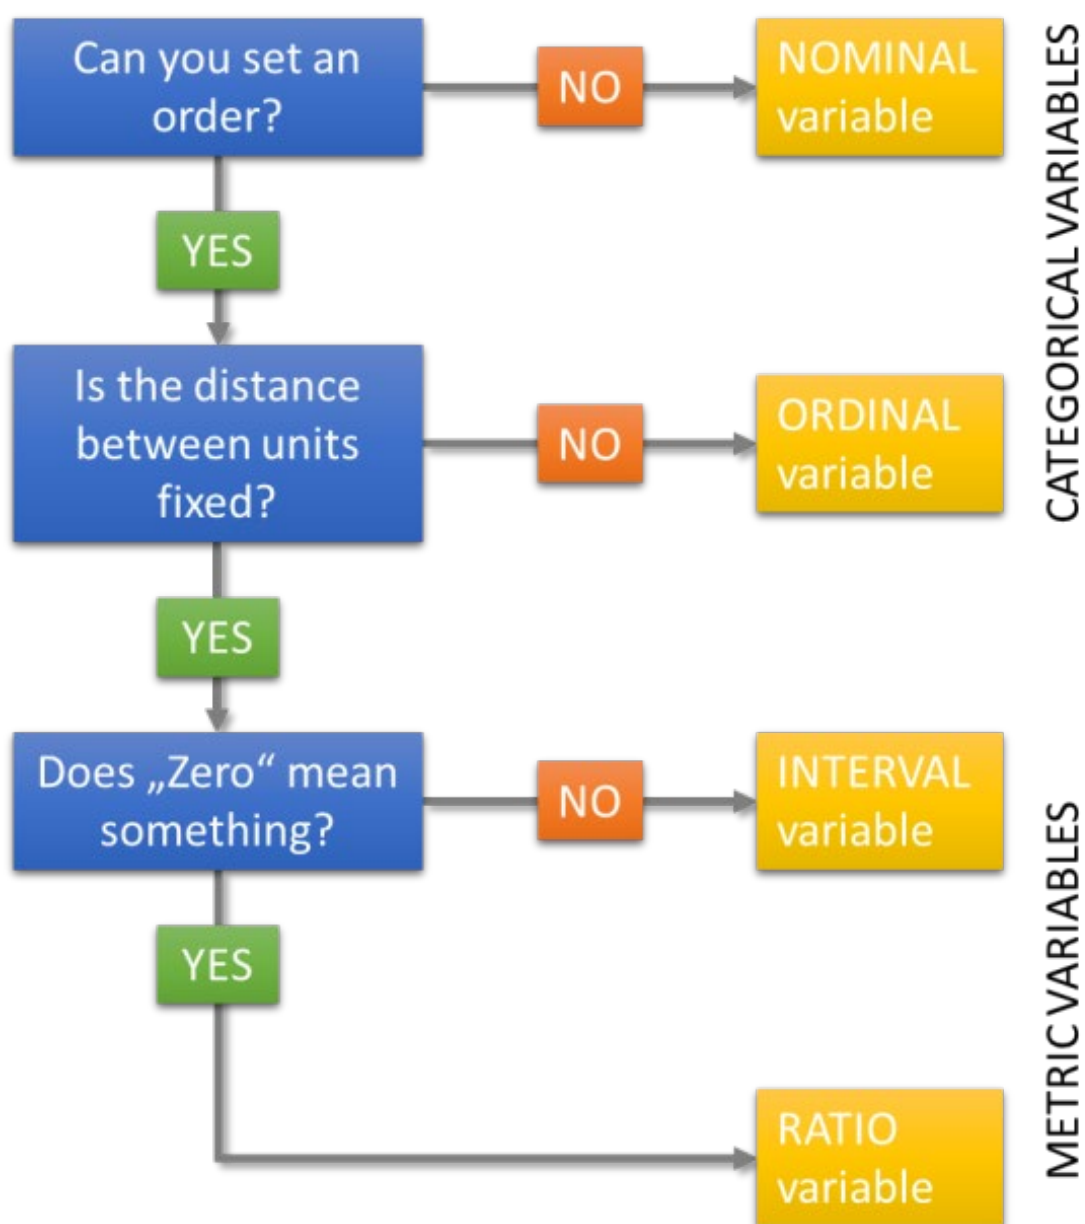 Can you set an
order?
NO
NOMINAL
variable
YES
Is the distance
between units
fixed?
NO
ORDINAL
variable
CATEGORICAL VARIABLES
YES
Does „Zero“ mean
something?
NO
INTERVAL
variable
YES
RATIO
variable
METRIC VARIABLES